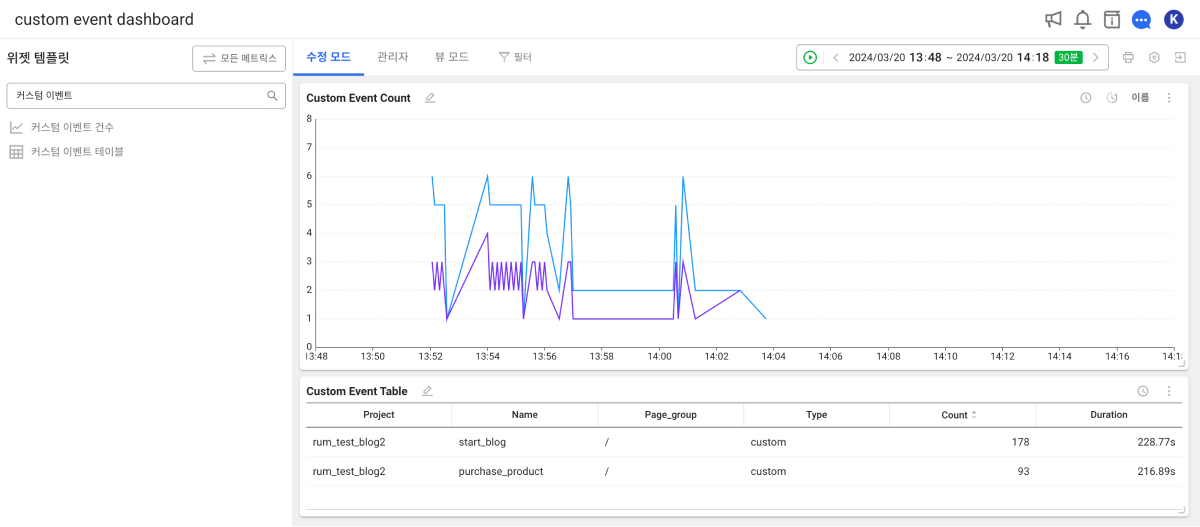 custom event dashboard
K
위젯 템플릿
모든 메트릭스
커스텀 이벤트
커스텀 이벤트 건수
커스텀 이벤트 테이블
수정 모드 관리자 뷰 모드 필터
2024/03/20 13:48 ~ 2024/03/20 14:18 30분
Custom Event Count
이름
8
7
6
5
4
3
2
1
0
13:48 13:50 13:52 13:54 13:56 13:58 14:00 14:02 14:04 14:06 14:08 14:10 14:12 14:14 14:16 14:1
Custom Event Table
Project Name Page_group Type Count Duration
rum_test_blog2 start_blog / custom 178 228.77s
rum_test_blog2 purchase_product / custom 93 216.89s